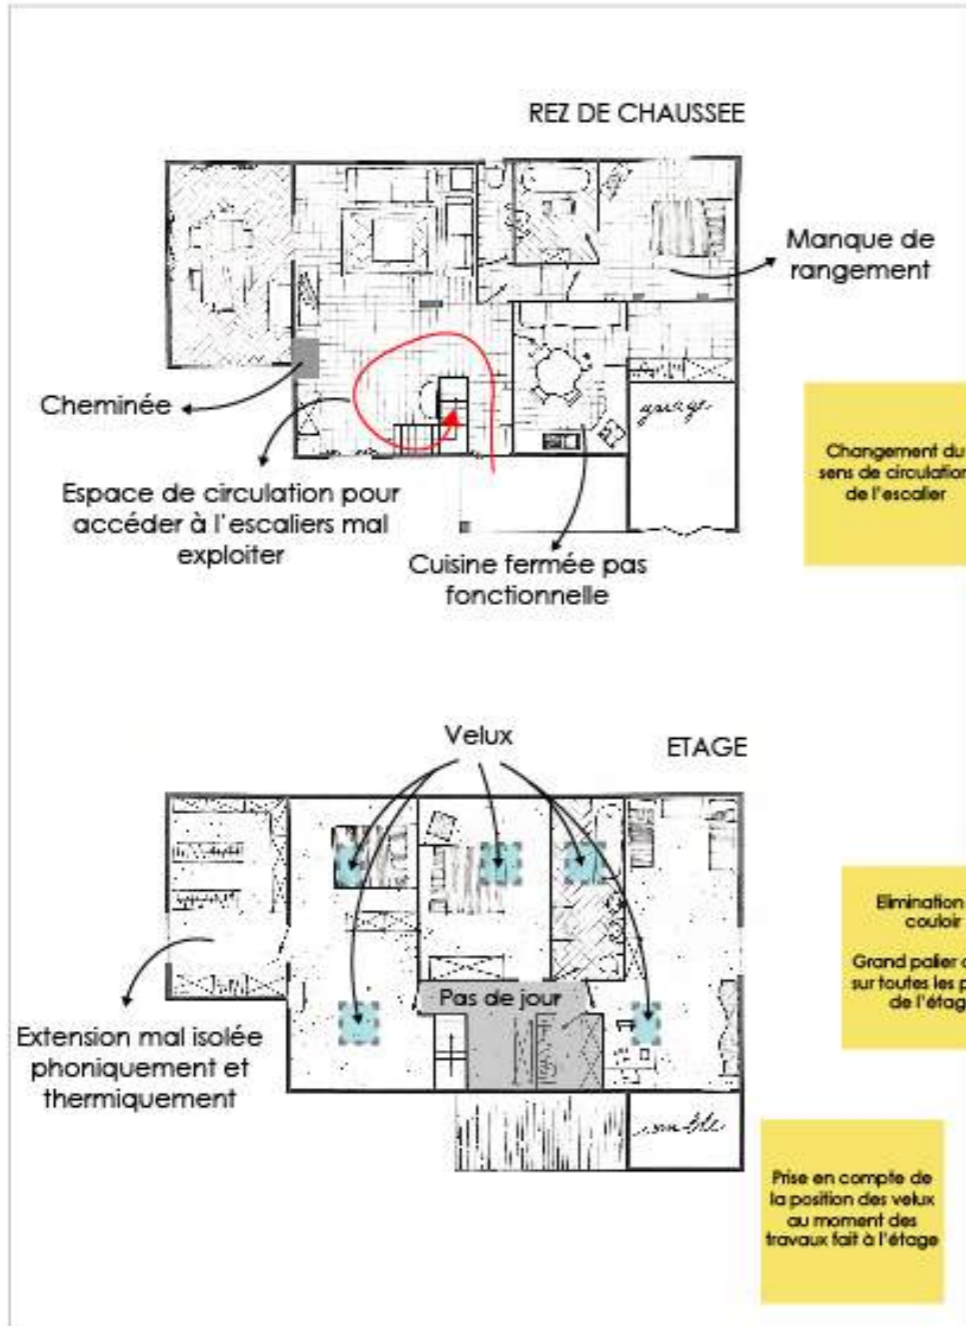 REZ DE CHAUSSEE
Manque de
rangement
Cheminée
garage
Espace de circulation pour
accéder à l'escaliers mal
exploiter
Cuisine fermée pas
fonctionnelle
Changement du
sens de circulation
de l'escalier
Velux
ETAGE
Pas de jour
Extension mal isolée
phoniquement et
thermiquement
comble
Elimination
couloir
Grand palier
sur toutes les
de l'étag
Prise en compte de
la position des velux
au moment des
travaux fait à l'étage